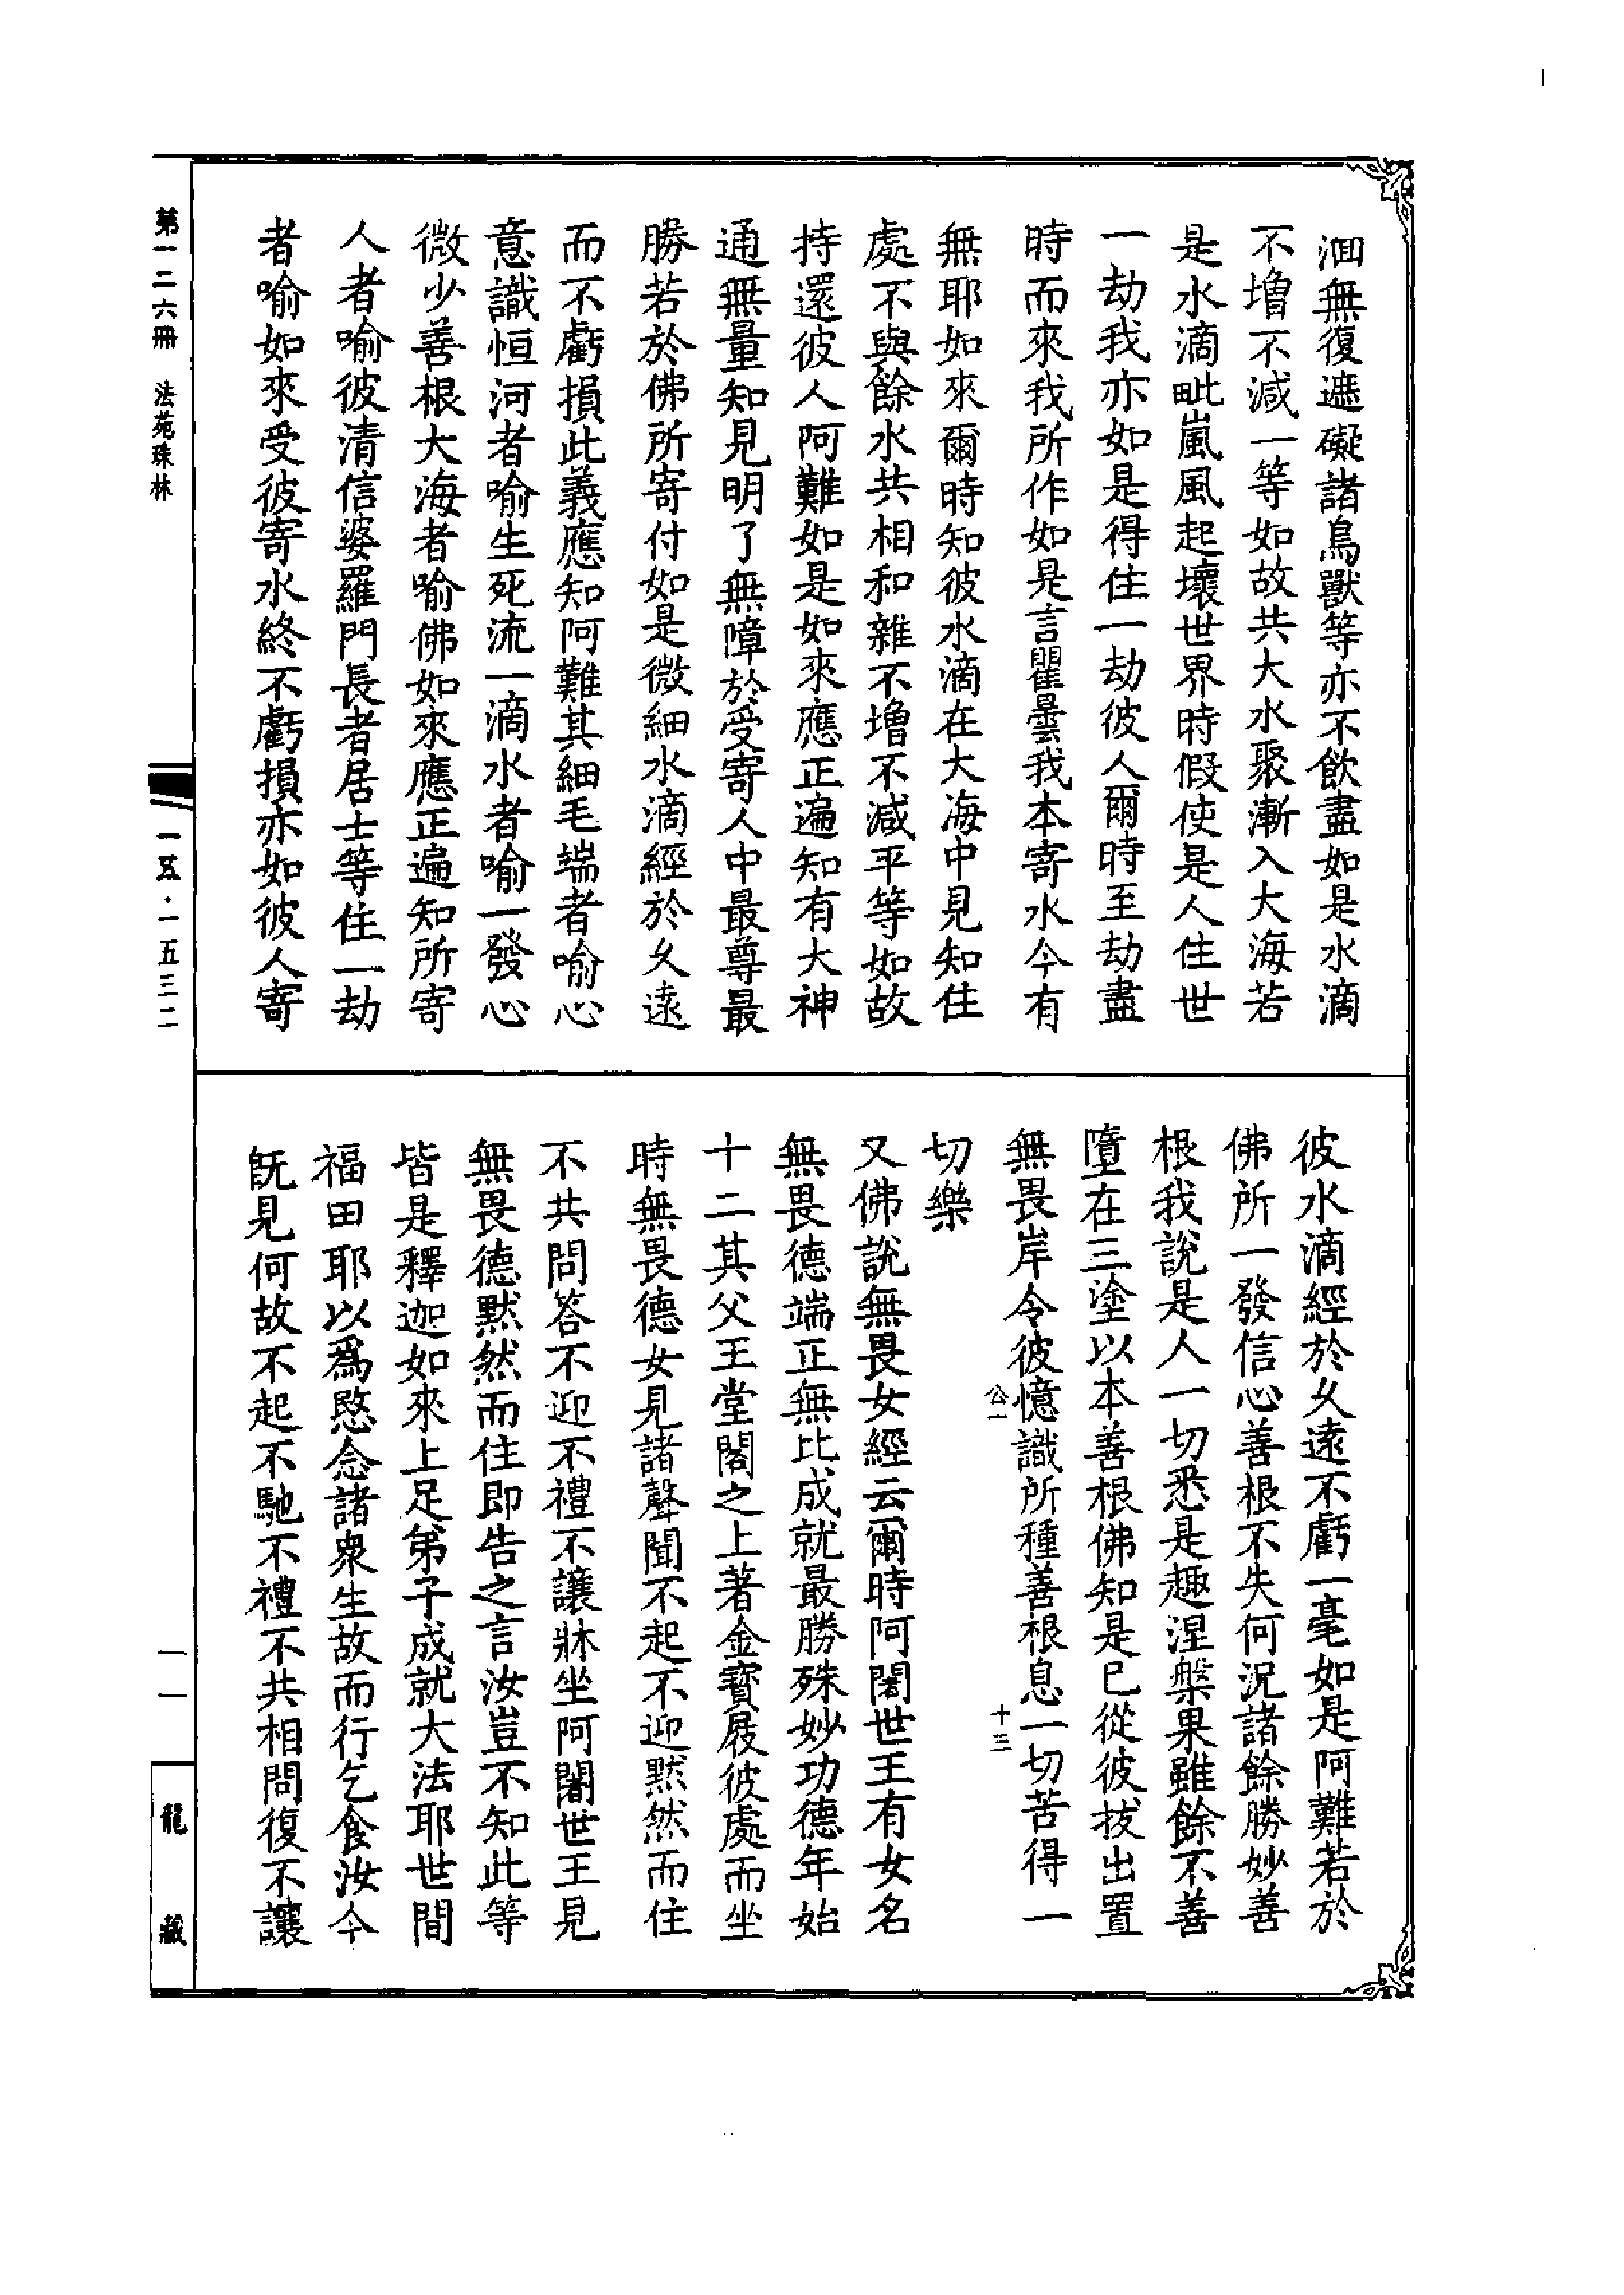 洄無復遮礙諸鳥獸等亦不飲盡如是水滴
不增不減一等如故共大水聚漸入大海若
是水滴毗嵐風起壞世界時假使是人住世
一劫我亦如是得住一劫彼人爾時至劫盡
時而來我所作如是言瞿曇我本寄水今有
無耶如來爾時知彼水滴在大海中見知住
處不與餘水共相和雜不增不減平等如故
持還彼人阿難如是如來應正遍知有大神
通無量知見明了無障於受寄人中最尊最
勝若於佛所寄付如是微細水滴經於久遠
而不虧損此義應知阿難其細毛端者喻心
意識恒河者喻生死流一滴水者喻一發心
微少善根大海者喻佛如來應正遍知所寄
人者喻彼清信婆羅門長者居士等住一劫
者喻如來受彼寄水終不虧損亦如彼人寄
彼水滴經於久遠不虧一毫如是阿難若於
佛所一發信心善根不失何況諸餘勝妙善
根我說是人一切悉是趣涅槃果雖餘不善
墮在三塗以本善根佛知是已從彼拔出置
無畏岸令彼憶識所種善根息一切苦得一
公一
十三
切樂
又佛說無畏女經云爾時阿闍世王有女名
無畏德端正無比成就最勝殊妙功德年始
十二其父王堂閣之上著金寶屐彼處而坐
時無畏德女見諸聲聞不起不迎默然而住
不共問答不迎不禮不讓牀坐阿闍世王見
無畏德默然而住即告之言汝豈不知此等
皆是釋迦如來上足弟子成就大法耶世間
福田耶以為愍念諸眾生故而行乞食汝今
既見何故不起不馳不禮不共相問復不讓
第一二六冊 法苑珠林
一五·一五三二
一一
龍藏